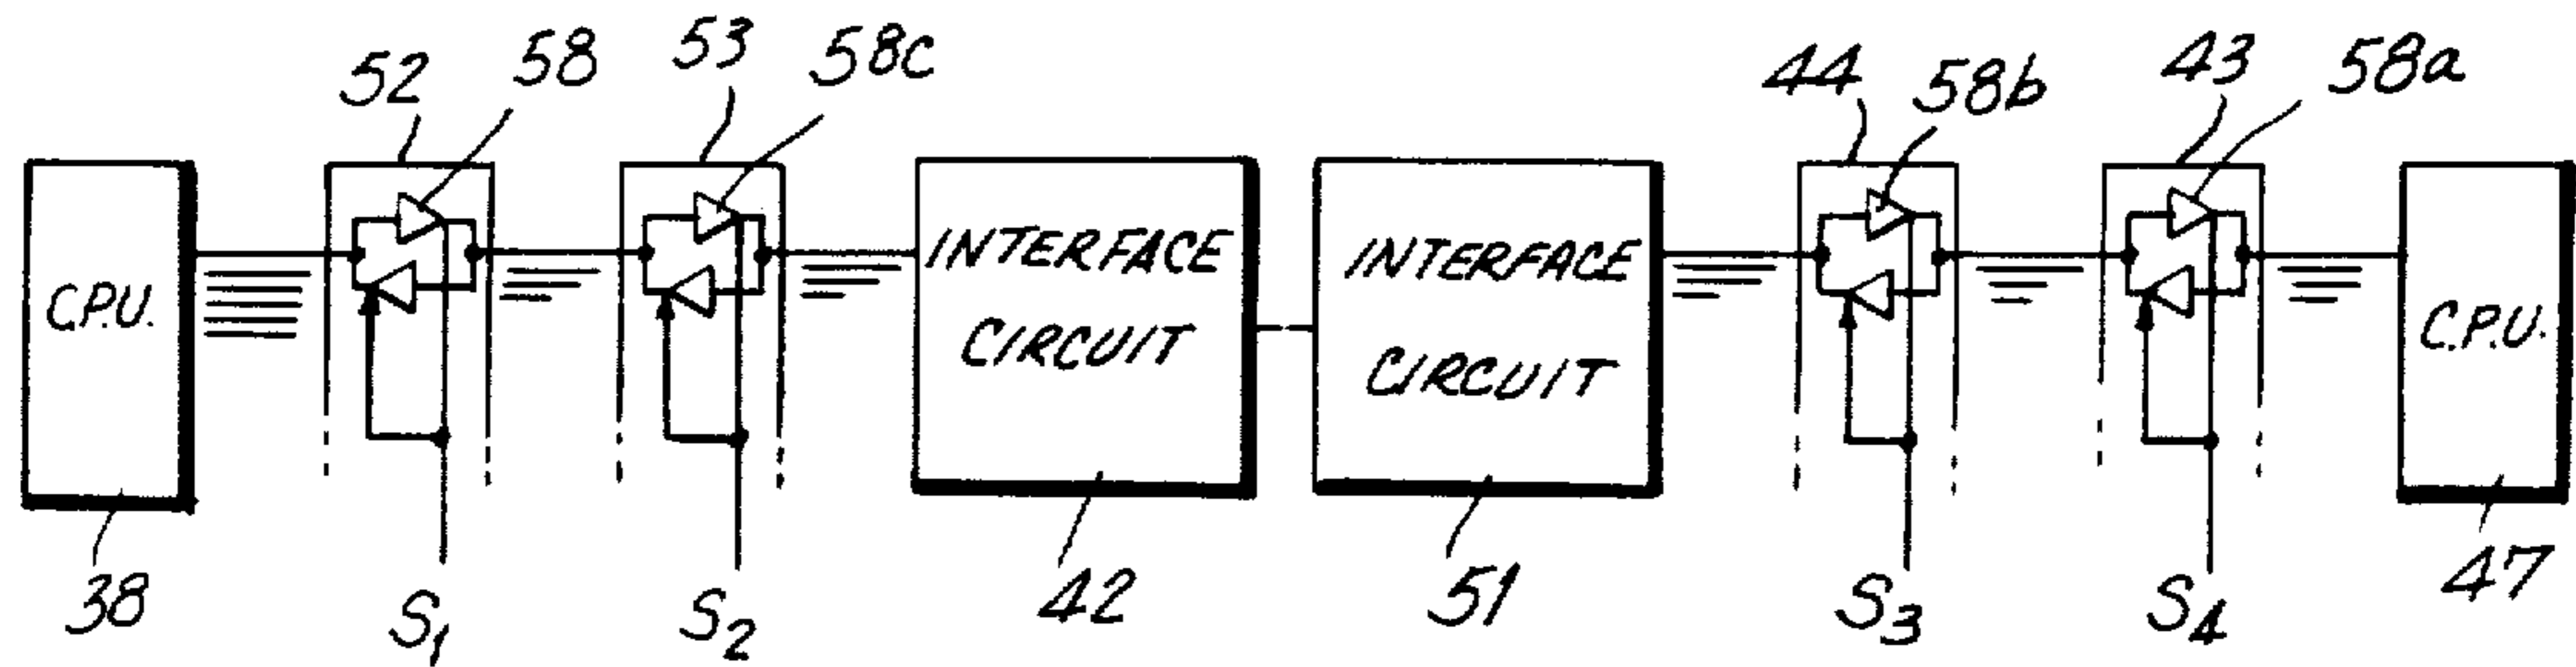 52 58 53 58c 44 58b 43 58a
C.P.U. INTERFACE CIRCUIT INTERFACE CIRCUIT C.P.U.
38 S1 S2 42 51 S3 S4 47